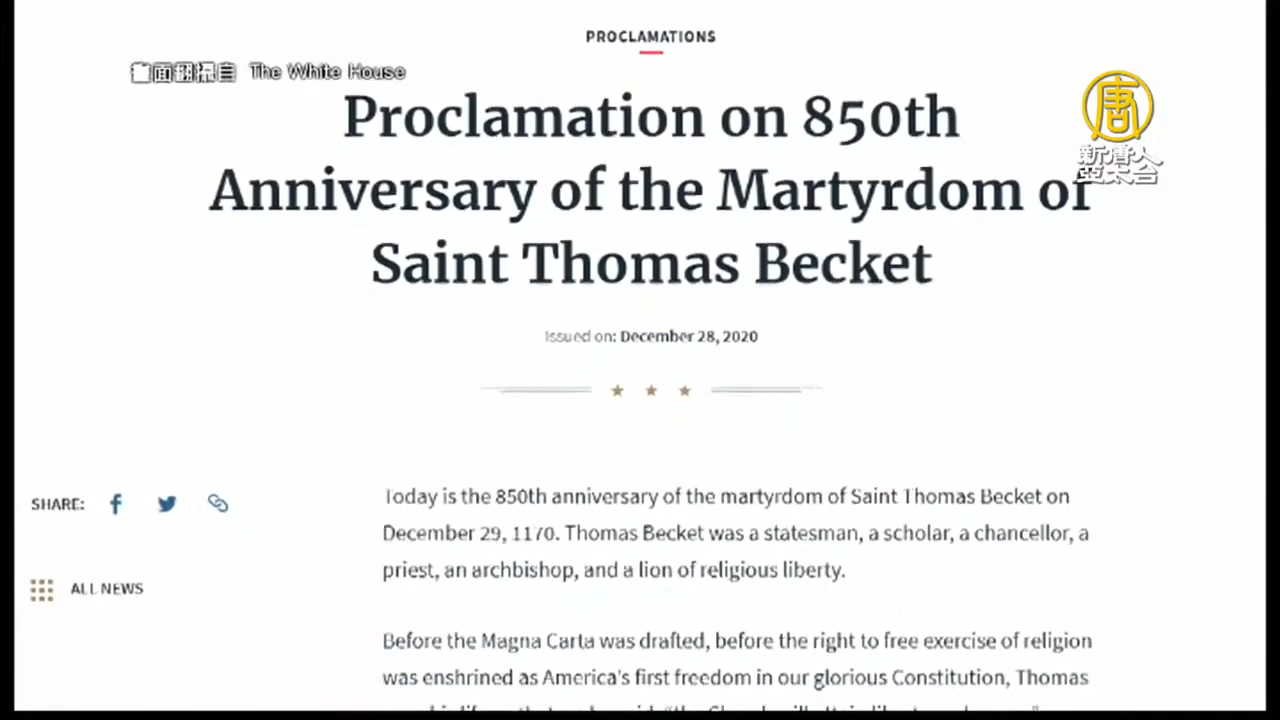 PROCLAMATIONS
畫面翻攝自 The White House
Proclamation on 850th
Anniversary of the Martyrdom of
Saint Thomas Becket
唐
新唐人
亞太台
Issued on: December 28, 2020
SHARE:
ALL NEWS
Today is the 850th anniversary of the martyrdom of Saint Thomas Becket on
December 29, 1170. Thomas Becket was a statesman, a scholar, a chancellor, a
priest, an archbishop, and a lion of religious liberty.
Before the Magna Carta was drafted, before the right to free exercise of religion
was enshrined as America's first freedom in our glorious Constitution, Thomas